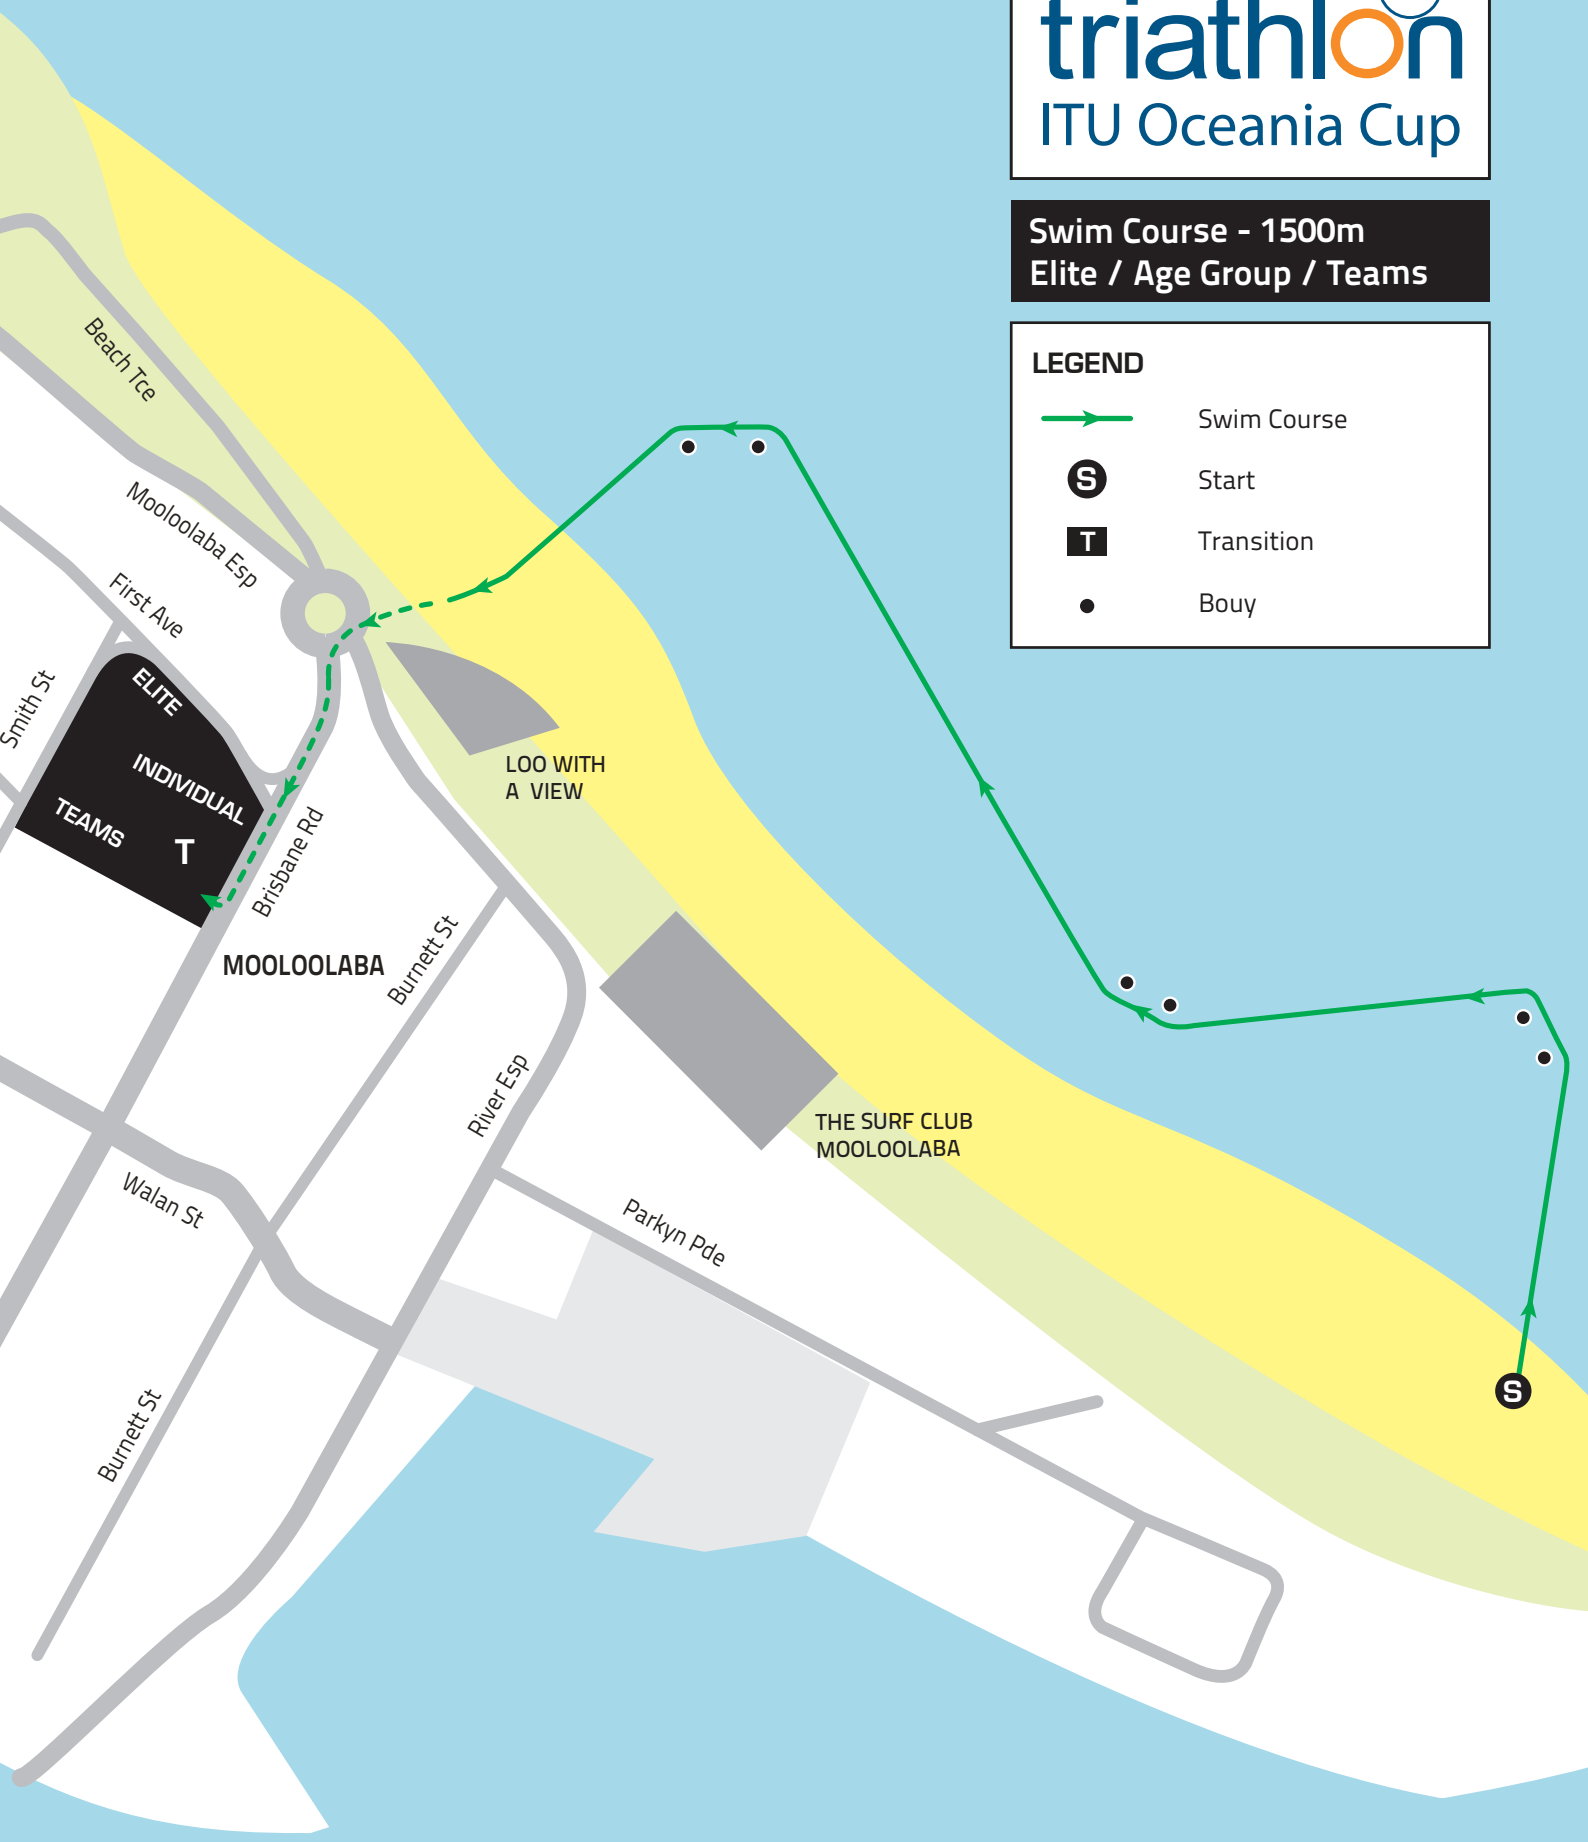 triathlon
ITU Oceania Cup
Swim Course - 1500m
Elite / Age Group / Teams
LEGEND
Swim Course
S
Start
T
Transition
Bouy
Beach Tce
Mooloolaba Esp
First Ave
Smith St
ELITE
INDIVIDUAL
TEAMS
T
Brisbane Rd
LOO WITH
A VIEW
MOOLOOLABA
Burnett St
River Esp
THE SURF CLUB
MOOLOOLABA
Walan St
Parkyn Pde
Burnett St
S